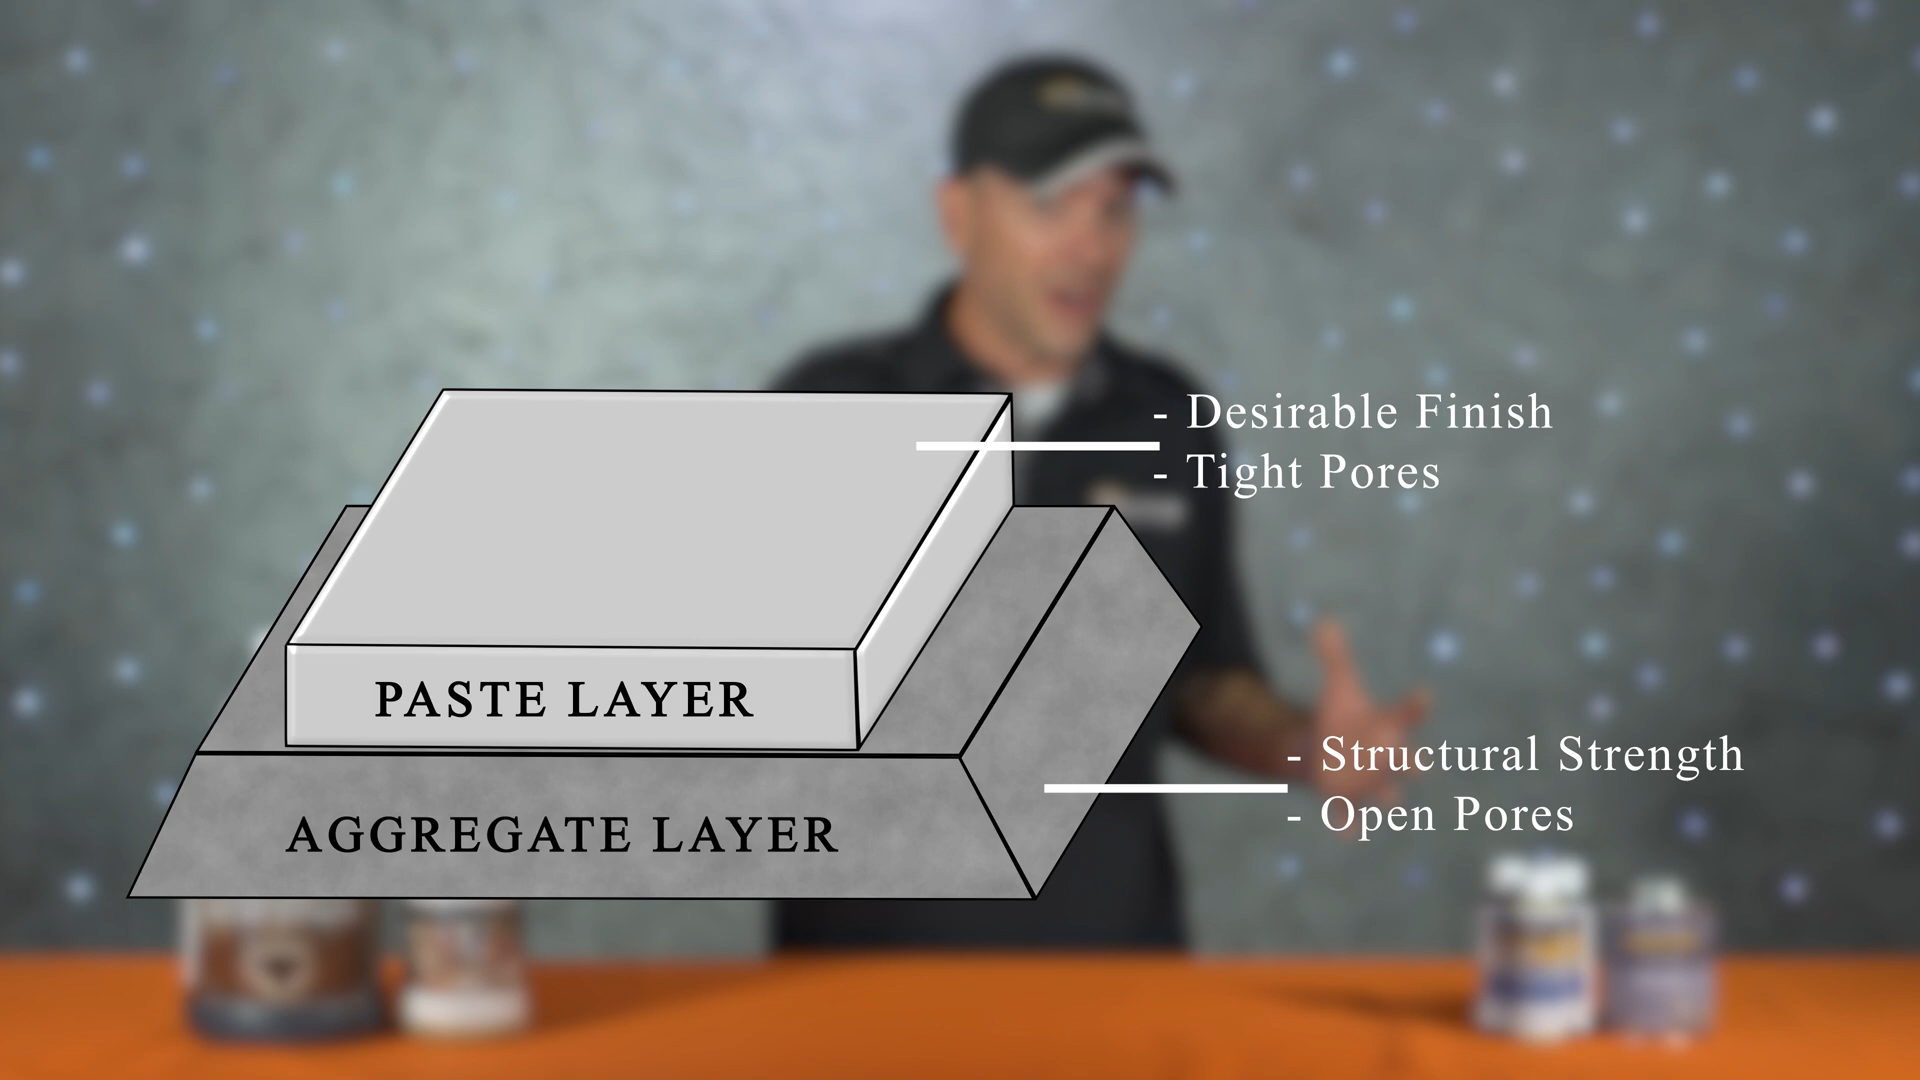 - Desirable Finish
- Tight Pores
PASTE LAYER
- Structural Strength
- Open Pores
AGGREGATE LAYER